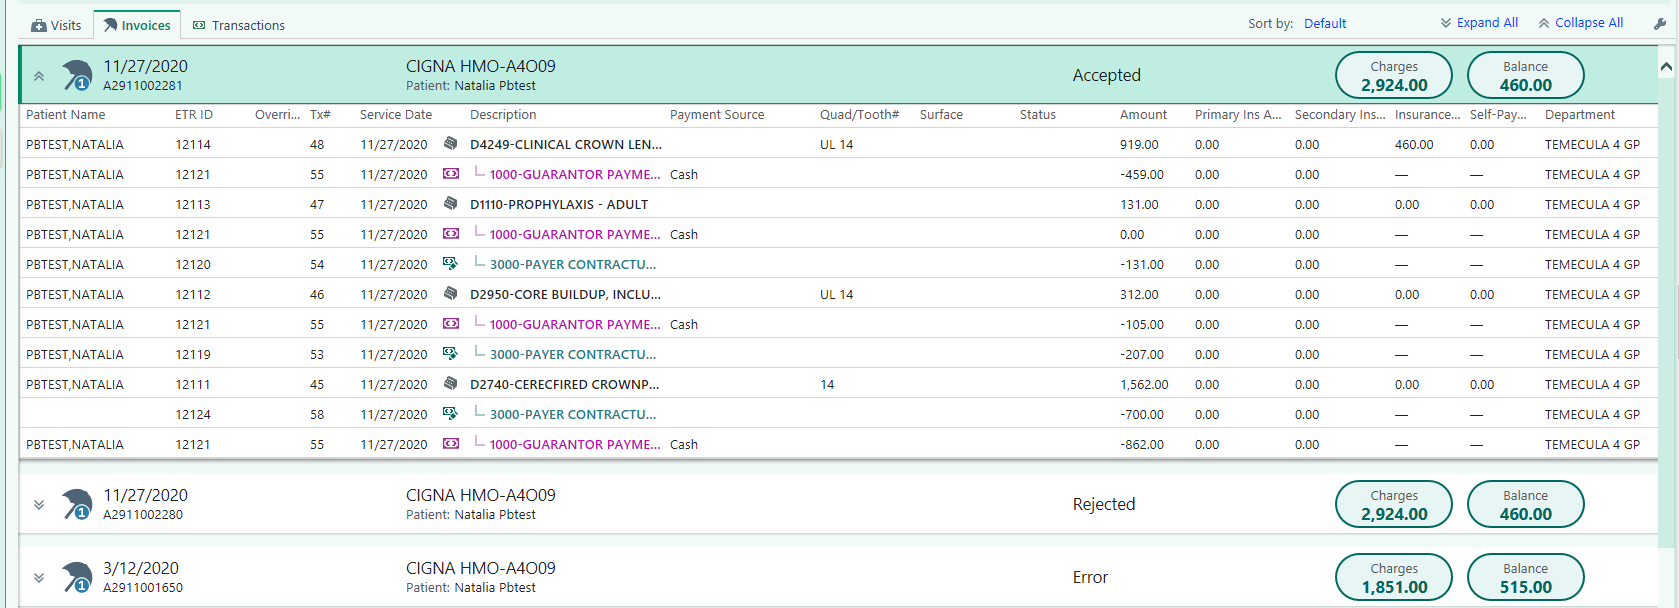 Visits Invoices Transactions Sort by: Default Expand All Collapse All
11/27/2020 CIGNA HMO-A4O09 Accepted Charges Balance
A2911002281 Patient: Natalia Pbtest 2,924.00 460.00
Patient Name ETR ID Overri... Tx# Service Date Description Payment Source Quad/Tooth# Surface Status Amount Primary Ins A... Secondary Ins... Insurance... Self-Pay... Department
PBTEST,NATALIA 12114 48 11/27/2020 D4249-CLINICAL CROWN LEN... UL 14 919.00 0.00 0.00 460.00 0.00 TEMECULA 4 GP
PBTEST,NATALIA 12121 55 11/27/2020 1000-GUARANTOR PAYME... Cash -459.00 0.00 0.00 — — TEMECULA 4 GP
PBTEST,NATALIA 12113 47 11/27/2020 D1110-PROPHYLAXIS - ADULT 131.00 0.00 0.00 0.00 0.00 TEMECULA 4 GP
PBTEST,NATALIA 12121 55 11/27/2020 1000-GUARANTOR PAYME... Cash 0.00 0.00 0.00 — — TEMECULA 4 GP
PBTEST,NATALIA 12120 54 11/27/2020 3000-PAYER CONTRACTU... -131.00 0.00 0.00 — — TEMECULA 4 GP
PBTEST,NATALIA 12112 46 11/27/2020 D2950-CORE BUILDUP, INCLU... UL 14 312.00 0.00 0.00 0.00 0.00 TEMECULA 4 GP
PBTEST,NATALIA 12121 55 11/27/2020 1000-GUARANTOR PAYME... Cash -105.00 0.00 0.00 — — TEMECULA 4 GP
PBTEST,NATALIA 12119 53 11/27/2020 3000-PAYER CONTRACTU... -207.00 0.00 0.00 — — TEMECULA 4 GP
PBTEST,NATALIA 12111 45 11/27/2020 D2740-CERECFIRED CROWNP... 14 1,562.00 0.00 0.00 0.00 0.00 TEMECULA 4 GP
12124 58 11/27/2020 3000-PAYER CONTRACTU... -700.00 0.00 0.00 — — TEMECULA 4 GP
PBTEST,NATALIA 12121 55 11/27/2020 1000-GUARANTOR PAYME... Cash -862.00 0.00 0.00 — — TEMECULA 4 GP
1 11/27/2020 CIGNA HMO-A4O09 Rejected Charges Balance
A2911002280 Patient: Natalia Pbtest 2,924.00 460.00
1 3/12/2020 CIGNA HMO-A4O09 Error Charges Balance
A2911001650 Patient: Natalia Pbtest 1,851.00 515.00